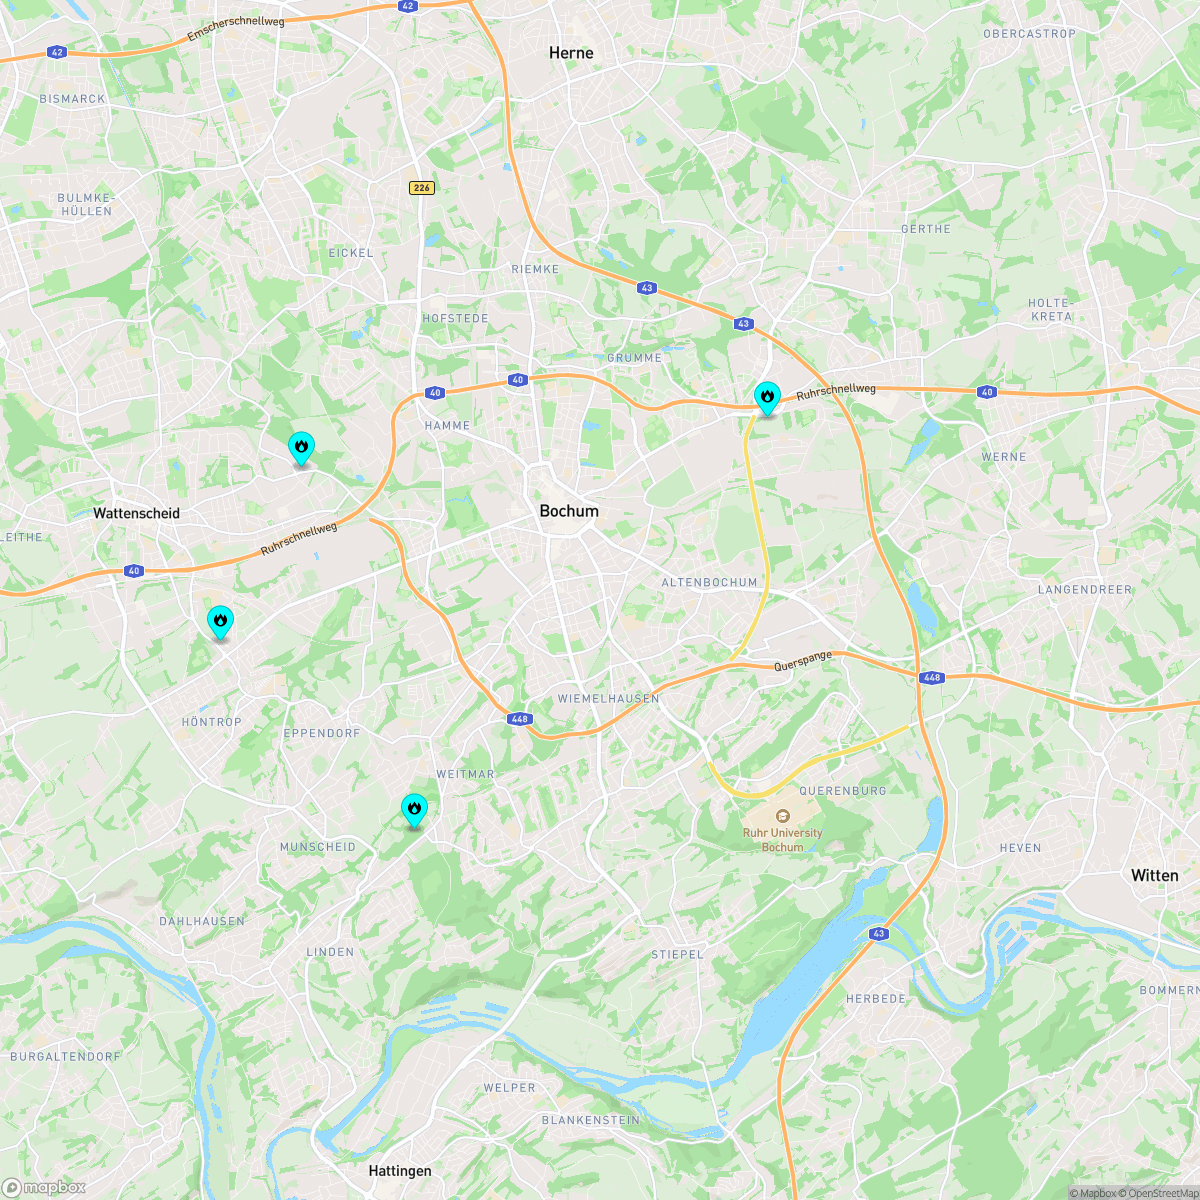 42
Emscherschnellweg
OBERCASTROP
42
Herne
BISMARCK
226
BULMKE-
HÜLLEN
GERTHE
EICKEL
RIEMKE
43
HOLTE-
KRETA
HOFSTEDE
43
GRUMME
40
40
Ruhrschnellweg
40
HAMME
WERNE
Wattenscheid
Bochum
LEITHE
Ruhrschnellweg
40
ALTENBOCHUM
LANGENDREER
Querspange
448
WIEMELHAUSEN
HÖNTROP
448
EPPENDORF
WEITMAR
QUERENBURG
Ruhr University
Bochum
MUNSCHEID
HEVEN
Witten
DAHLHAUSEN
43
LINDEN
STIEPEL
BOMMERN
HERBEDE
BURGALTENDORF
WELPER
BLANKENSTEIN
Hattingen
mapbox
© Mapbox © OpenStreetMap